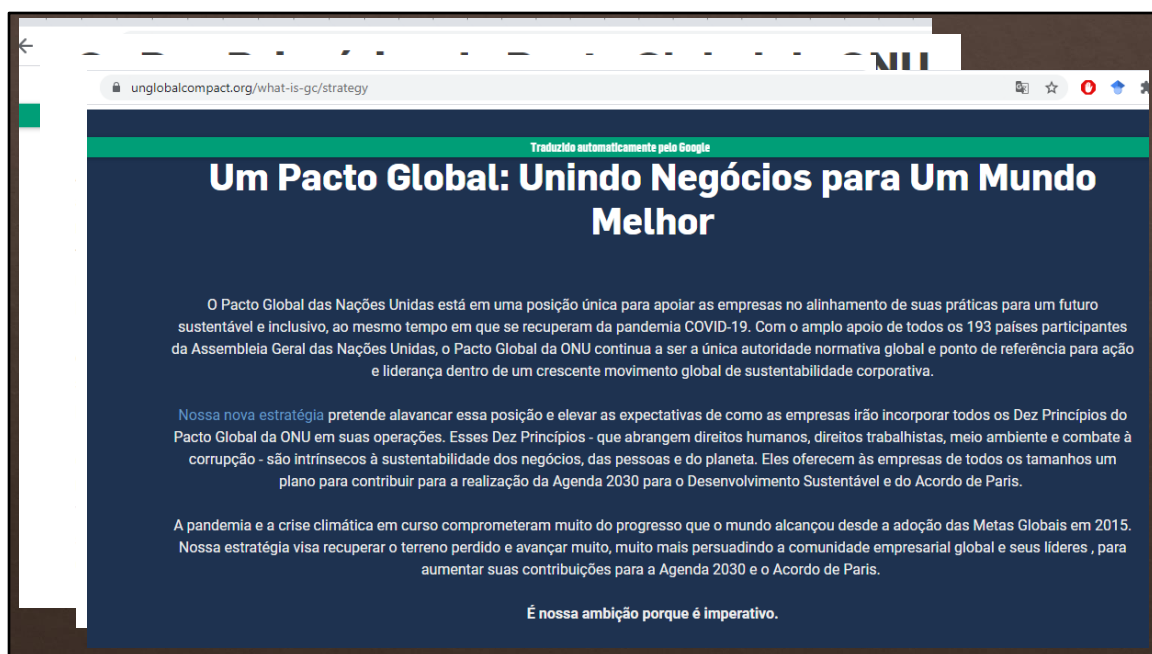 NU
unglobalcompact.org/what-is-gc/strategy
Traduzido automaticamente pelo Google
Um Pacto Global: Unindo Negócios para Um Mundo
Melhor
O Pacto Global das Nações Unidas está em uma posição única para apoiar as empresas no alinhamento de suas práticas para um futuro
sustentável e inclusivo, ao mesmo tempo em que se recuperam da pandemia COVID-19. Com o amplo apoio de todos os 193 países participantes
da Assembleia Geral das Nações Unidas, o Pacto Global da ONU continua a ser a única autoridade normativa global e ponto de referência para ação
e liderança dentro de um crescente movimento global de sustentabilidade corporativa.
Nossa nova estratégia pretende alavancar essa posição e elevar as expectativas de como as empresas irão incorporar todos os Dez Princípios do
Pacto Global da ONU em suas operações. Esses Dez Princípios - que abrangem direitos humanos, direitos trabalhistas, meio ambiente e combate à
corrupção - são intrínsecos à sustentabilidade dos negócios, das pessoas e do planeta. Eles oferecem às empresas de todos os tamanhos um
plano para contribuir para a realização da Agenda 2030 para o Desenvolvimento Sustentável e do Acordo de Paris.
A pandemia e a crise climática em curso comprometeram muito do progresso que o mundo alcançou desde a adoção das Metas Globais em 2015.
Nossa estratégia visa recuperar o terreno perdido e avançar muito, muito mais persuadindo a comunidade empresarial global e seus líderes , para
aumentar suas contribuições para a Agenda 2030 e o Acordo de Paris.
É nossa ambição porque é imperativo.